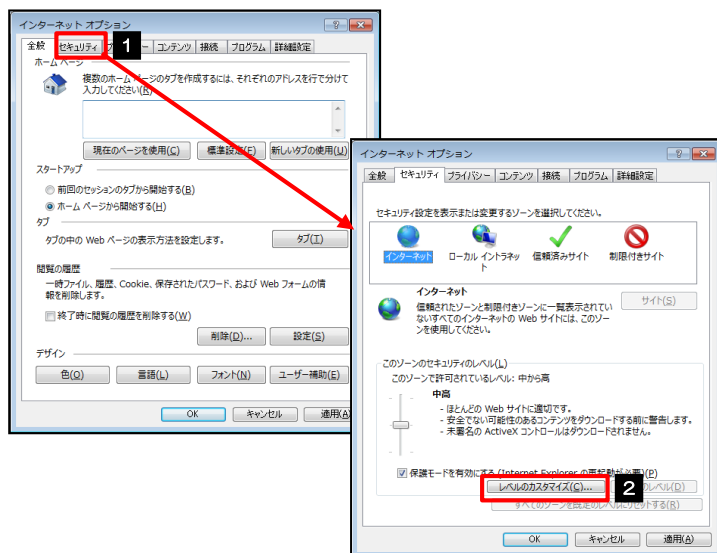 インターネット オプション
全般 セキュリティ 1 ー コンテンツ 接続 プログラム 詳細設定
ホーム ページ
複数のホーム ページのタブを作成するには、それぞれのアドレスを行で分けて
入力してください(R)
現在のページを使用(C) 標準設定(F) 新しいタブの使用(U)
スタートアップ
前回のセッションのタブから開始する(B)
ホーム ページから開始する(H)
タブ
タブの中の Web ページの表示方法を設定します。 タブ(T)
閲覧の履歴
一時ファイル、履歴、Cookie、保存されたパスワード、および Web フォームの情
報を削除します。
終了時に閲覧の履歴を削除する(W)
削除(D)... 設定(S)
デザイン
色(O) 言語(L) フォント(N) ユーザー補助(E)
OK キャンセル 適用(A)
インターネット オプション
全般 セキュリティ プライバシー コンテンツ 接続 プログラム 詳細設定
セキュリティ設定を表示または変更するゾーンを選択してください。
インターネット ローカル イントラネッ 信頼済みサイト 制限付きサイト
ト
インターネット
サイト(S)
信頼されたゾーンと制限付きゾーンに一覧表示されてい
ないすべてのインターネットの Web サイトには、このゾー
ンを使用してください。
このゾーンのセキュリティのレベル(L)
このゾーンで許可されているレベル: 中から高
中高
- ほとんどの Web サイトに適切です。
- 安全でない可能性のあるコンテンツをダウンロードする前に警告します。
- 未署名の ActiveX コントロールはダウンロードされません。
保護モードを有効にする (Internet Explorer の再起動が必要)(P)
レベルのカスタマイズ(C)... 2 のレベル(D)
すべてのゾーンを既定のレベルにリセットする(R)
OK キャンセル 適用(A)